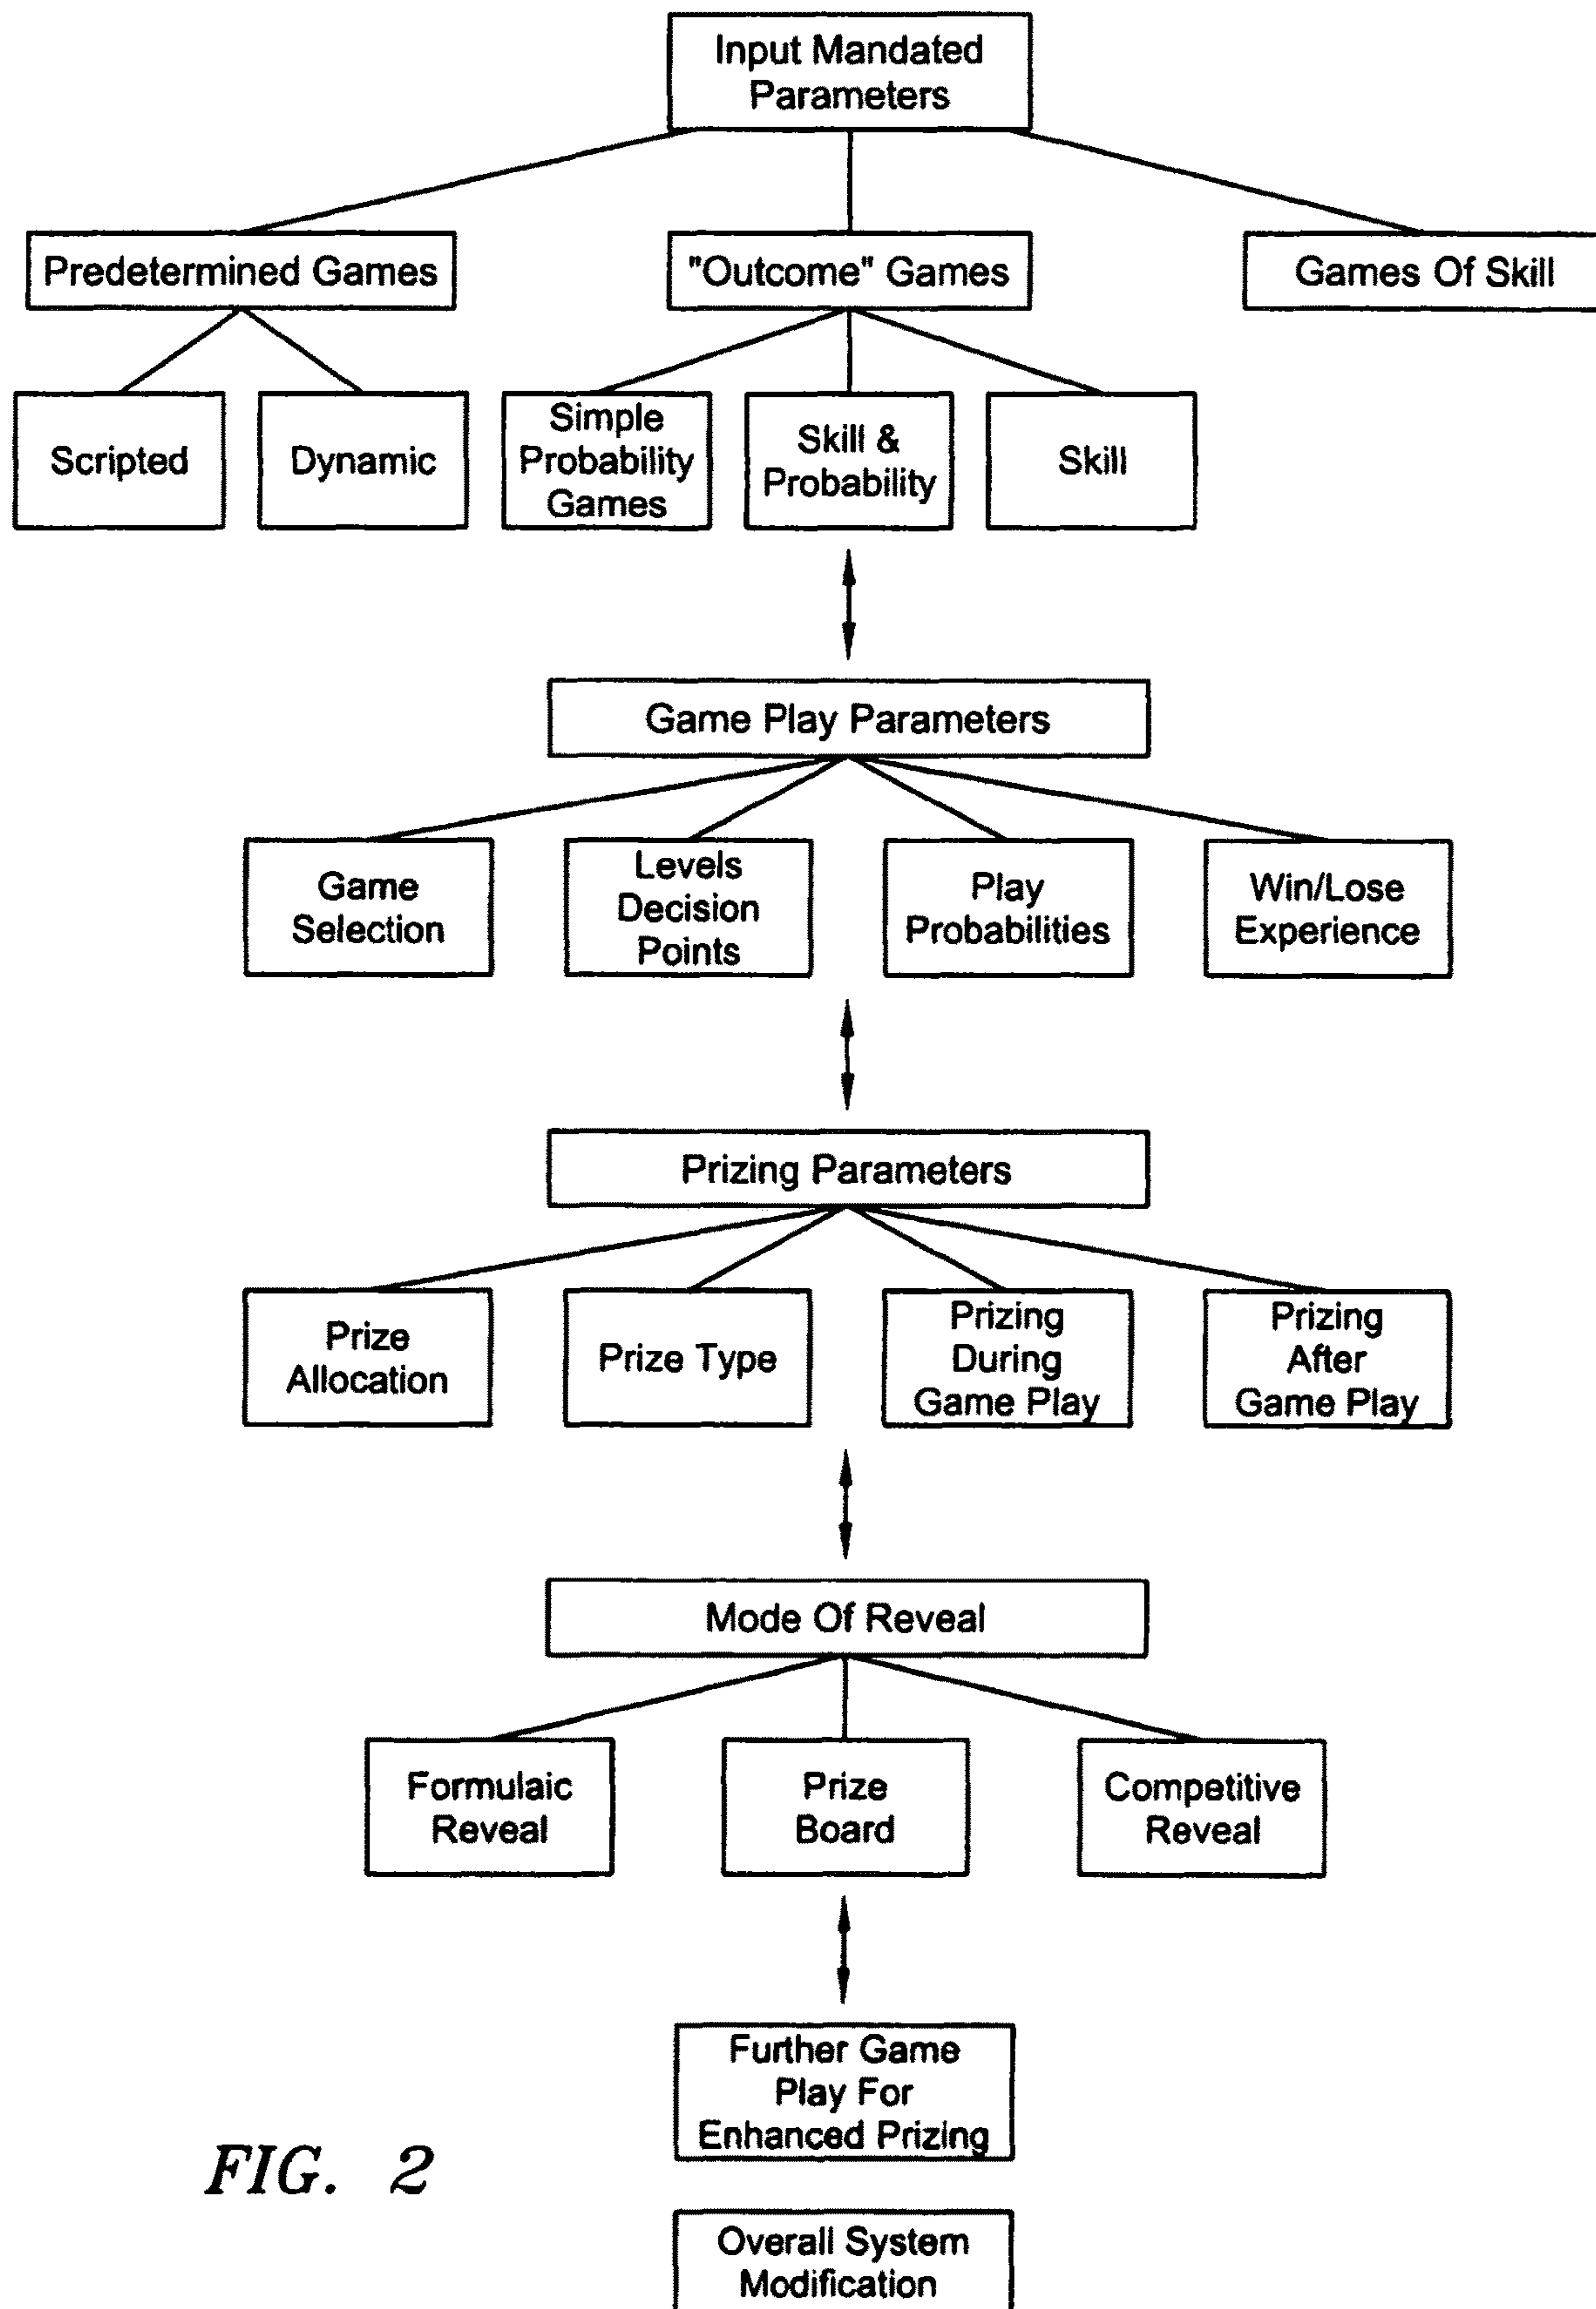 Input Mandated
Parameters
Predetermined Games
"Outcome" Games
Games Of Skill
Scripted
Dynamic
Simple
Probability
Games
Skill &
Probability
Skill
Game Play Parameters
Game
Selection
Levels
Decision
Points
Play
Probabilities
Win/Lose
Experience
Prizing Parameters
Prize
Allocation
Prize Type
Prizing
During
Game Play
Prizing
After
Game Play
Mode Of Reveal
Formulaic
Reveal
Prize
Board
Competitive
Reveal
Further Game
Play For
Enhanced Prizing
FIG. 2
Overall System
Modification